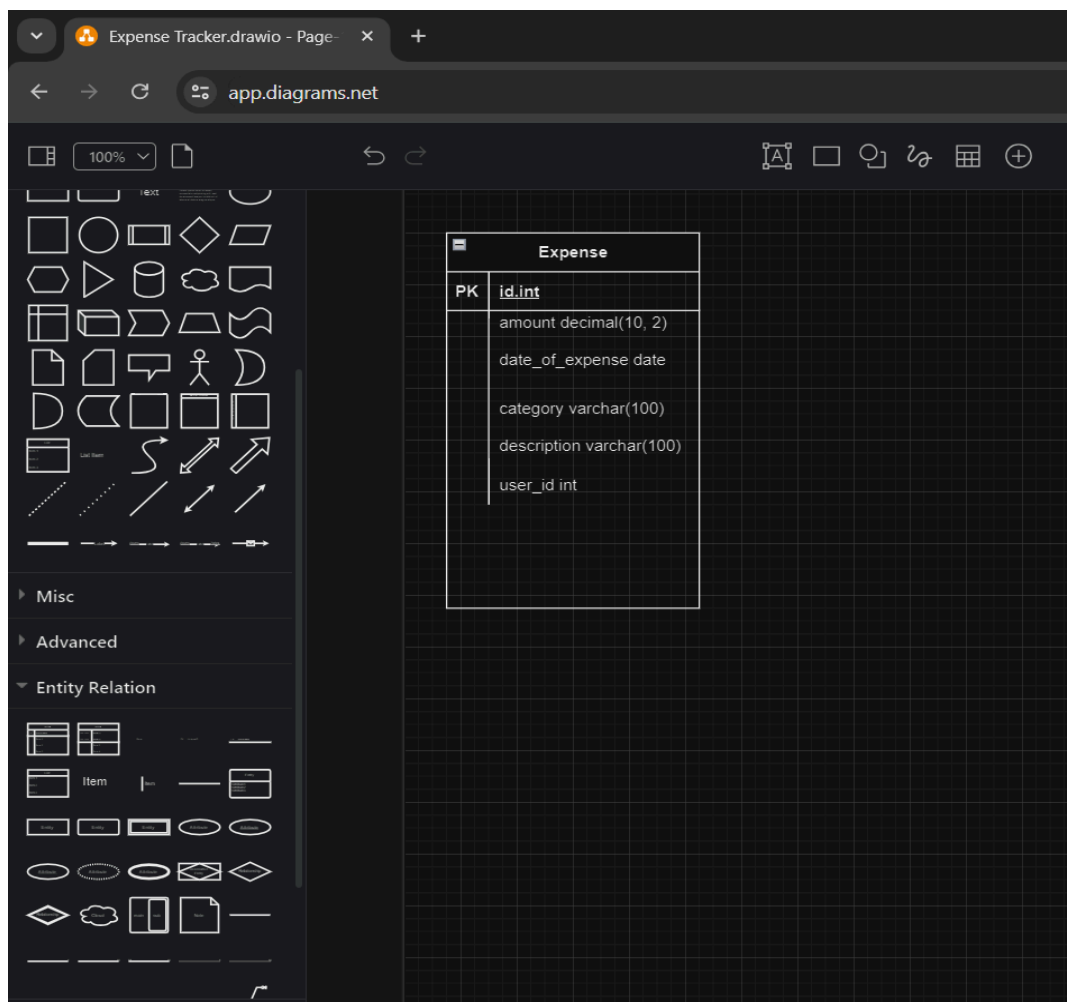 Expense Tracker.drawio - Page-
app.diagrams.net
100%
Text
Expense
PK id.int
amount decimal(10, 2)
date_of_expense date
category varchar(100)
description varchar(100)
user_id int
List Item
Misc
Advanced
Entity Relation
Item